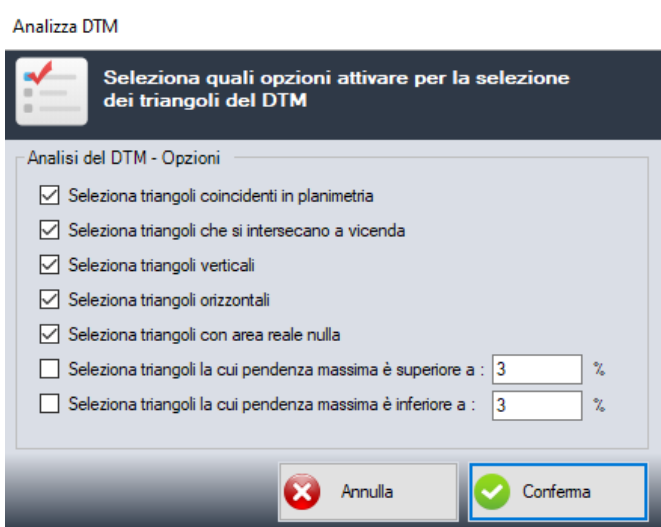 Analizza DTM
Seleziona quali opzioni attivare per la selezione
dei triangoli del DTM
Analisi del DTM - Opzioni
Seleziona triangoli coincidenti in planimetria
Seleziona triangoli che si intersecano a vicenda
Seleziona triangoli verticali
Seleziona triangoli orizzontali
Seleziona triangoli con area reale nulla
Seleziona triangoli la cui pendenza massima è superiore a : 3 %
Seleziona triangoli la cui pendenza massima è inferiore a : 3 %
Annulla Conferma